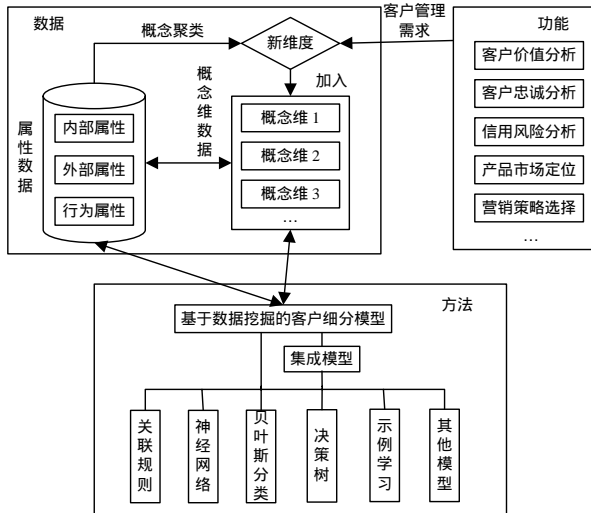 数据
概念聚类
新维度
客户管理
需求
功能
加入
属性数据
内部属性
外部属性
行为属性
概念维数据
概念维 1
概念维 2
概念维 3
…
客户价值分析
客户忠诚分析
信用风险分析
产品市场定位
营销策略选择
…
方法
基于数据挖掘的客户细分模型
集成模型
关联规则
神经网络
贝叶斯分类
决策树
示例学习
其他模型